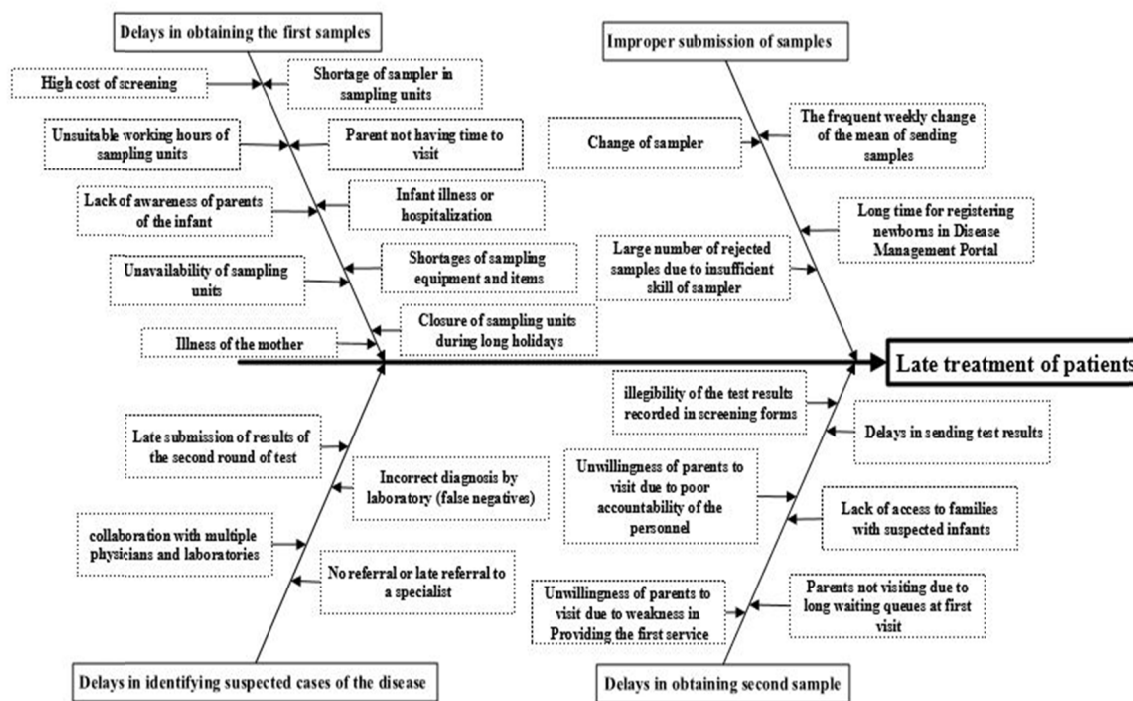 Delays in obtaining the first samples
High cost of screening
Shortage of sampler in
sampling units
Unsuitable working hours of
sampling units
Parent not having time to
visit
Lack of awareness of parents
of the infant
Infant illness or
hospitalization
Unavailability of sampling
units
Shortages of sampling
equipment and items
Illness of the mother
Closure of sampling units
during long holidays
Improper submission of samples
Change of sampler
The frequent weekly change
of the mean of sending
samples
Large number of rejected
samples due to insufficient
skill of sampler
Long time for registering
newborns in Disease
Management Portal
Late treatment of patients
Late submission of results of
the second round of test
Incorrect diagnosis by
laboratory (false negatives)
collaboration with multiple
physicians and laboratories
No referral or late referral to
a specialist
Delays in identifying suspected cases of the disease
illegibility of the test results
recorded in screening forms
Delays in sending test results
Unwillingness of parents to
visit due to poor
accountability of the
personnel
Lack of access to families
with suspected infants
Unwillingness of parents to
visit due to weakness in
Providing the first service
Parents not visiting due to
long waiting queues at first
visit
Delays in obtaining second sample